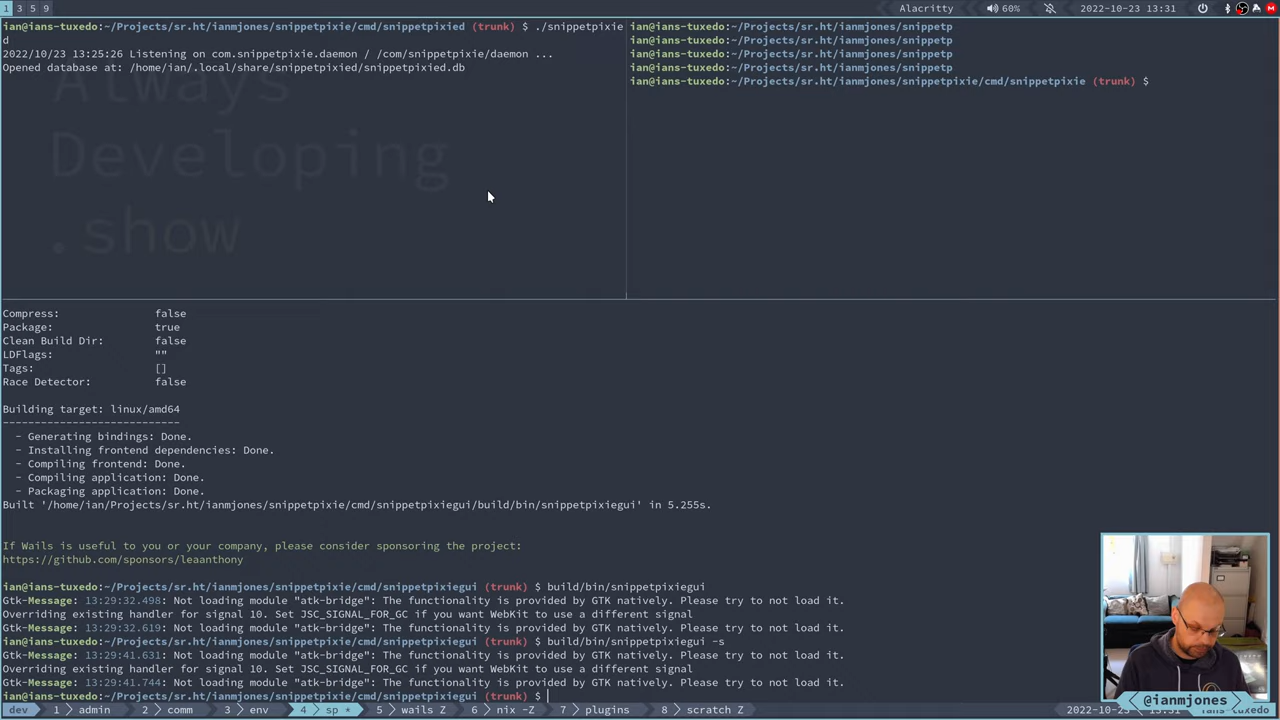 1 3 5 9
Alacritty 60% 2022-10-23 13:31
ian@ians-tuxedo:~/Projects/sr.ht/ianmjones/snippetpixie/cmd/snippetpixied (trunk) $ ./snippetpixie
d
2022/10/23 13:25:26 Listening on com.snippetpixie.daemon / /com/snippetpixie/daemon ...
Opened database at: /home/ian/.local/share/snippetpixied/snippetpixied.db
Always
Developing
.show
ian@ians-tuxedo:~/Projects/sr.ht/ianmjones/snippetp
ian@ians-tuxedo:~/Projects/sr.ht/ianmjones/snippetp
ian@ians-tuxedo:~/Projects/sr.ht/ianmjones/snippetp
ian@ians-tuxedo:~/Projects/sr.ht/ianmjones/snippetp
ian@ians-tuxedo:~/Projects/sr.ht/ianmjones/snippetpixie/cmd/snippetpixie (trunk) $
Compress: false
Package: true
Clean Build Dir: false
LDFlags: ""
Tags: []
Race Detector: false
Building target: linux/amd64
----------------------------
- Generating bindings: Done.
- Installing frontend dependencies: Done.
- Compiling frontend: Done.
- Compiling application: Done.
- Packaging application: Done.
Built '/home/ian/Projects/sr.ht/ianmjones/snippetpixie/cmd/snippetpixiegui/build/bin/snippetpixiegui' in 5.255s.
If Wails is useful to you or your company, please consider sponsoring the project:
https://github.com/sponsors/leaanthony
ian@ians-tuxedo:~/Projects/sr.ht/ianmjones/snippetpixie/cmd/snippetpixiegui (trunk) $ build/bin/snippetpixiegui
Gtk-Message: 13:29:32.498: Not loading module "atk-bridge": The functionality is provided by GTK natively. Please try to not load it.
Overriding existing handler for signal 10. Set JSC_SIGNAL_FOR_GC if you want WebKit to use a different signal
Gtk-Message: 13:29:32.619: Not loading module "atk-bridge": The functionality is provided by GTK natively. Please try to not load it.
ian@ians-tuxedo:~/Projects/sr.ht/ianmjones/snippetpixie/cmd/snippetpixiegui (trunk) $ build/bin/snippetpixiegui -s
Gtk-Message: 13:29:41.631: Not loading module "atk-bridge": The functionality is provided by GTK natively. Please try to not load it.
Overriding existing handler for signal 10. Set JSC_SIGNAL_FOR_GC if you want WebKit to use a different signal
Gtk-Message: 13:29:41.744: Not loading module "atk-bridge": The functionality is provided by GTK natively. Please try to not load it.
ian@ians-tuxedo:~/Projects/sr.ht/ianmjones/snippetpixie/cmd/snippetpixiegui (trunk) $
@ianmjones
dev 1 admin 2 comm 3 env 4 sp * 5 wails Z 6 nix -Z 7 plugins 8 scratch Z 2022-10-23 13:31 ians-tuxedo